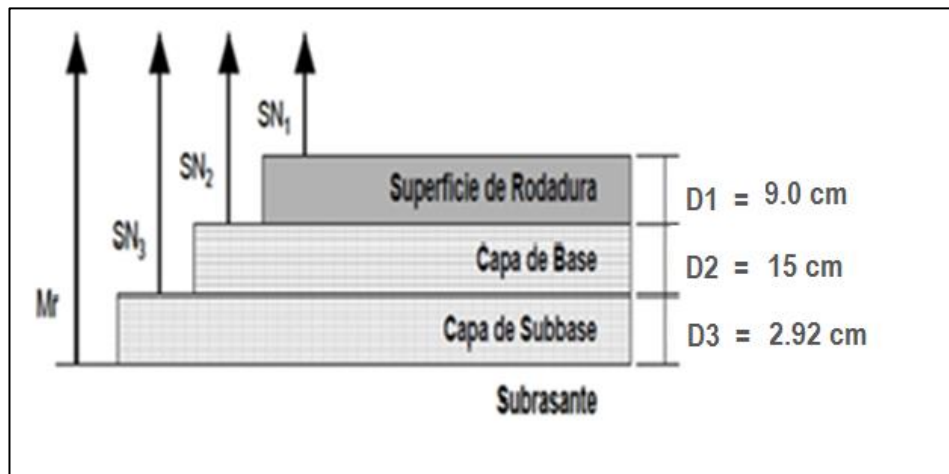 SN1
SN2
SN3
Mr
Superficie de Rodadura
Capa de Base
Capa de Subbase
Subrasante
D1 = 9.0 cm
D2 = 15 cm
D3 = 2.92 cm